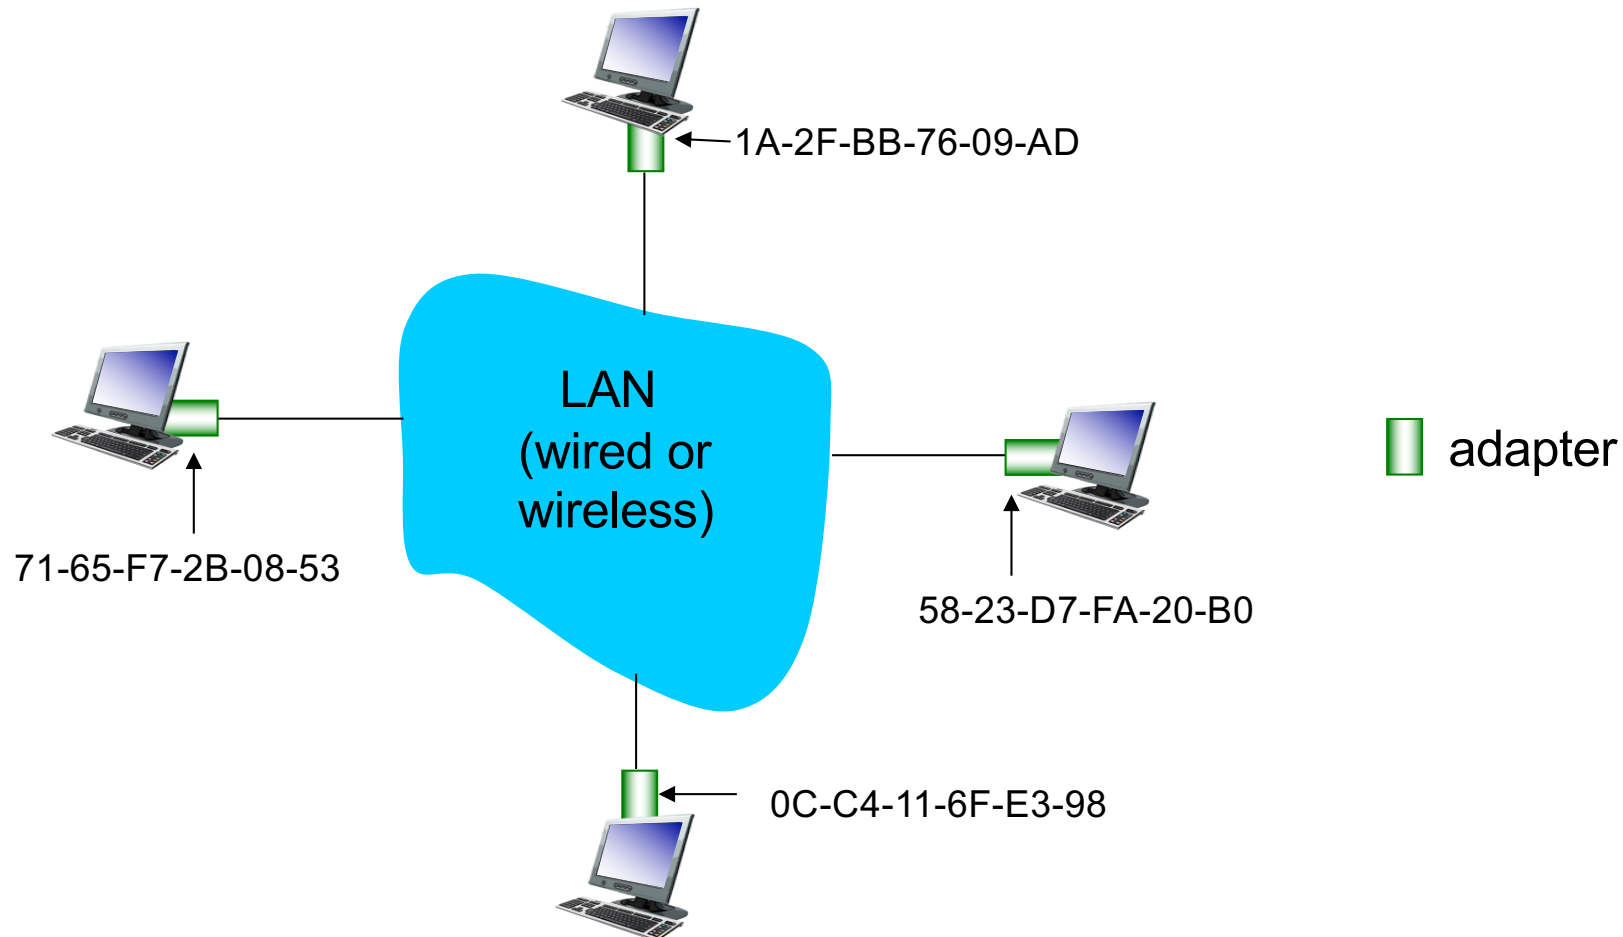 1A-2F-BB-76-09-AD
LAN
(wired or
wireless)
adapter
71-65-F7-2B-08-53
58-23-D7-FA-20-B0
0C-C4-11-6F-E3-98